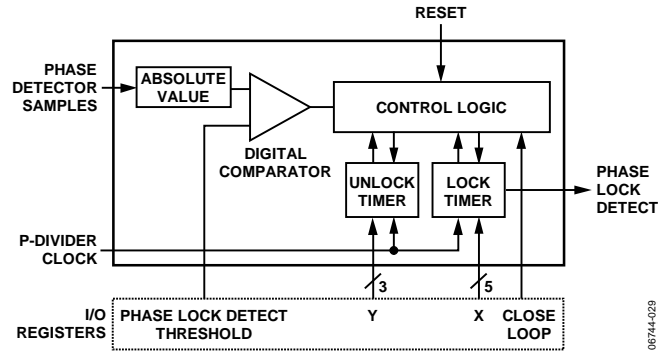 RESET
PHASE
DETECTOR
SAMPLES
ABSOLUTE
VALUE
CONTROL LOGIC
DIGITAL
COMPARATOR
UNLOCK
TIMER
LOCK
TIMER
PHASE
LOCK
DETECT
P-DIVIDER
CLOCK
3
5
I/O
REGISTERS
PHASE LOCK DETECT
THRESHOLD
Y
X
CLOSE
LOOP
06744-029